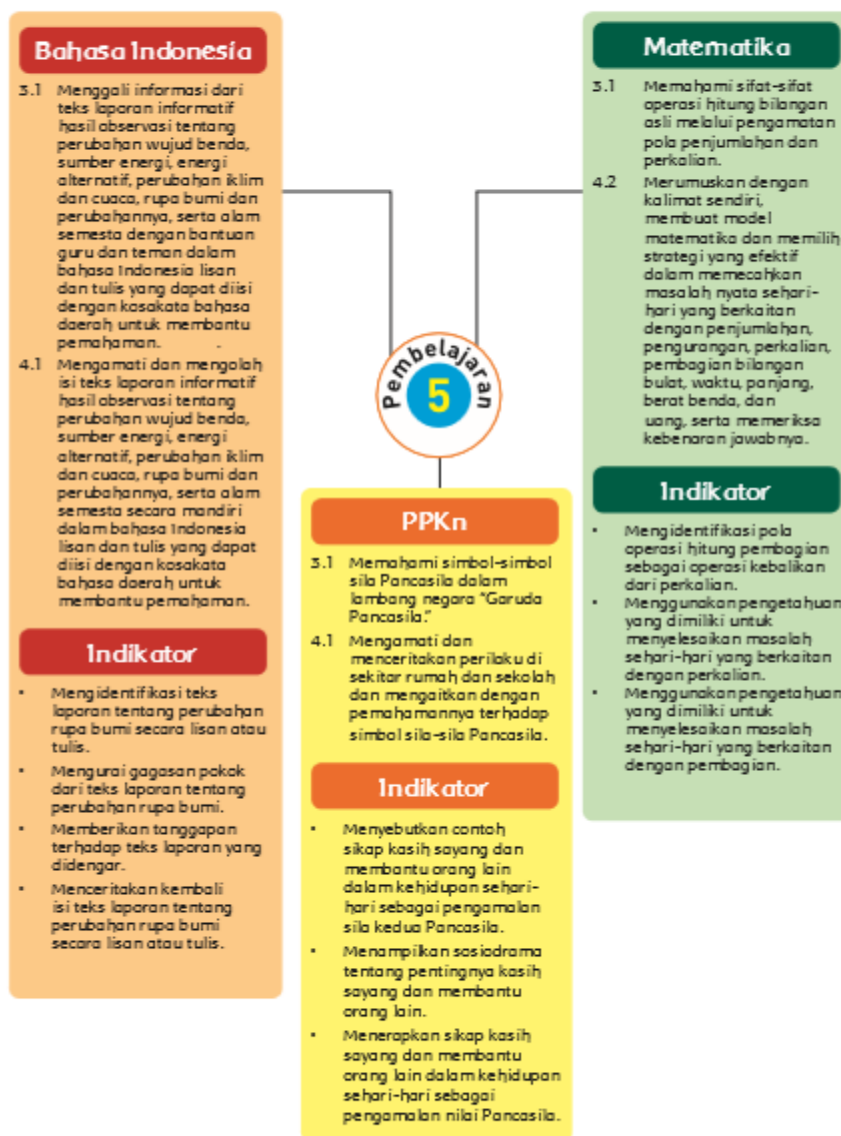 Bahasa Indonesia
3.1 Menggali informasi dari
teks laporan informatif
hasil observasi tentang
perubahan wujud benda,
sumber energi, energi
alternatif, perubahan iklim
dan cuaca, rupa bumi dan
perubahannya, serta alam
semesta dengan bantuan
guru dan teman dalam
bahasa Indonesia lisan
dan tulis yang dapat diisi
dengan kosakata bahasa
daerah untuk membantu
pemahaman. .
4.1 Mengamati dan mengolah
isi teks laporan informatif
hasil observasi tentang
perubahan wujud benda,
sumber energi, energi
alternatif, perubahan iklim
dan cuaca, rupa bumi dan
perubahannya, serta alam
semesta secara mandiri
dalam bahasa Indonesia
lisan dan tulis yang dapat
diisi dengan kosakata
bahasa daerah untuk
membantu pemahaman.
Indikator
• Mengidentifikasi teks
laporan tentang perubahan
rupa bumi secara lisan atau
tulis.
• Mengurai gagasan pokok
dari teks laporan tentang
perubahan rupa bumi.
• Memberikan tanggapan
terhadap teks laporan yang
didengar.
• Menceritakan kembali
isi teks laporan tentang
perubahan rupa bumi
secara lisan atau tulis.
Pembelajaran
5
PPKn
3.1 Memahami simbol-simbol
sila Pancasila dalam
lambang negara “Garuda
Pancasila.”
4.1 Mengamati dan
menceritakan perilaku di
sekitar rumah dan sekolah
dan mengaitkan dengan
pemahamannya terhadap
simbol sila-sila Pancasila.
Indikator
• Menyebutkan contoh
sikap kasih sayang dan
membantu orang lain
dalam kehidupan sehari-
hari sebagai pengamalan
sila kedua Pancasila.
• Menampilkan sosiodrama
tentang pentingnya kasih
sayang dan membantu
orang lain.
• Menerapkan sikap kasih
sayang dan membantu
orang lain dalam kehidupan
sehari-hari sebagai
pengamalan nilai Pancasila.
Matematika
3.1 Memahami sifat-sifat
operasi hitung bilangan
asli melalui pengamatan
pola penjumlahan dan
perkalian.
4.2 Merumuskan dengan
kalimat sendiri,
membuat model
matematika dan memilih
strategi yang efektif
dalam memecahkan
masalah nyata sehari-
hari yang berkaitan
dengan penjumlahan,
pengurangan, perkalian,
pembagian bilangan
bulat, waktu, panjang,
berat benda, dan
uang, serta memeriksa
kebenaran jawabnya.
Indikator
• Mengidentifikasi pola
operasi hitung pembagian
sebagai operasi kebalikan
dari perkalian.
• Menggunakan pengetahuan
yang dimiliki untuk
menyelesaikan masalah
sehari-hari yang berkaitan
dengan perkalian.
• Menggunakan pengetahuan
yang dimiliki untuk
menyelesaikan masalah
sehari-hari yang berkaitan
dengan pembagian.